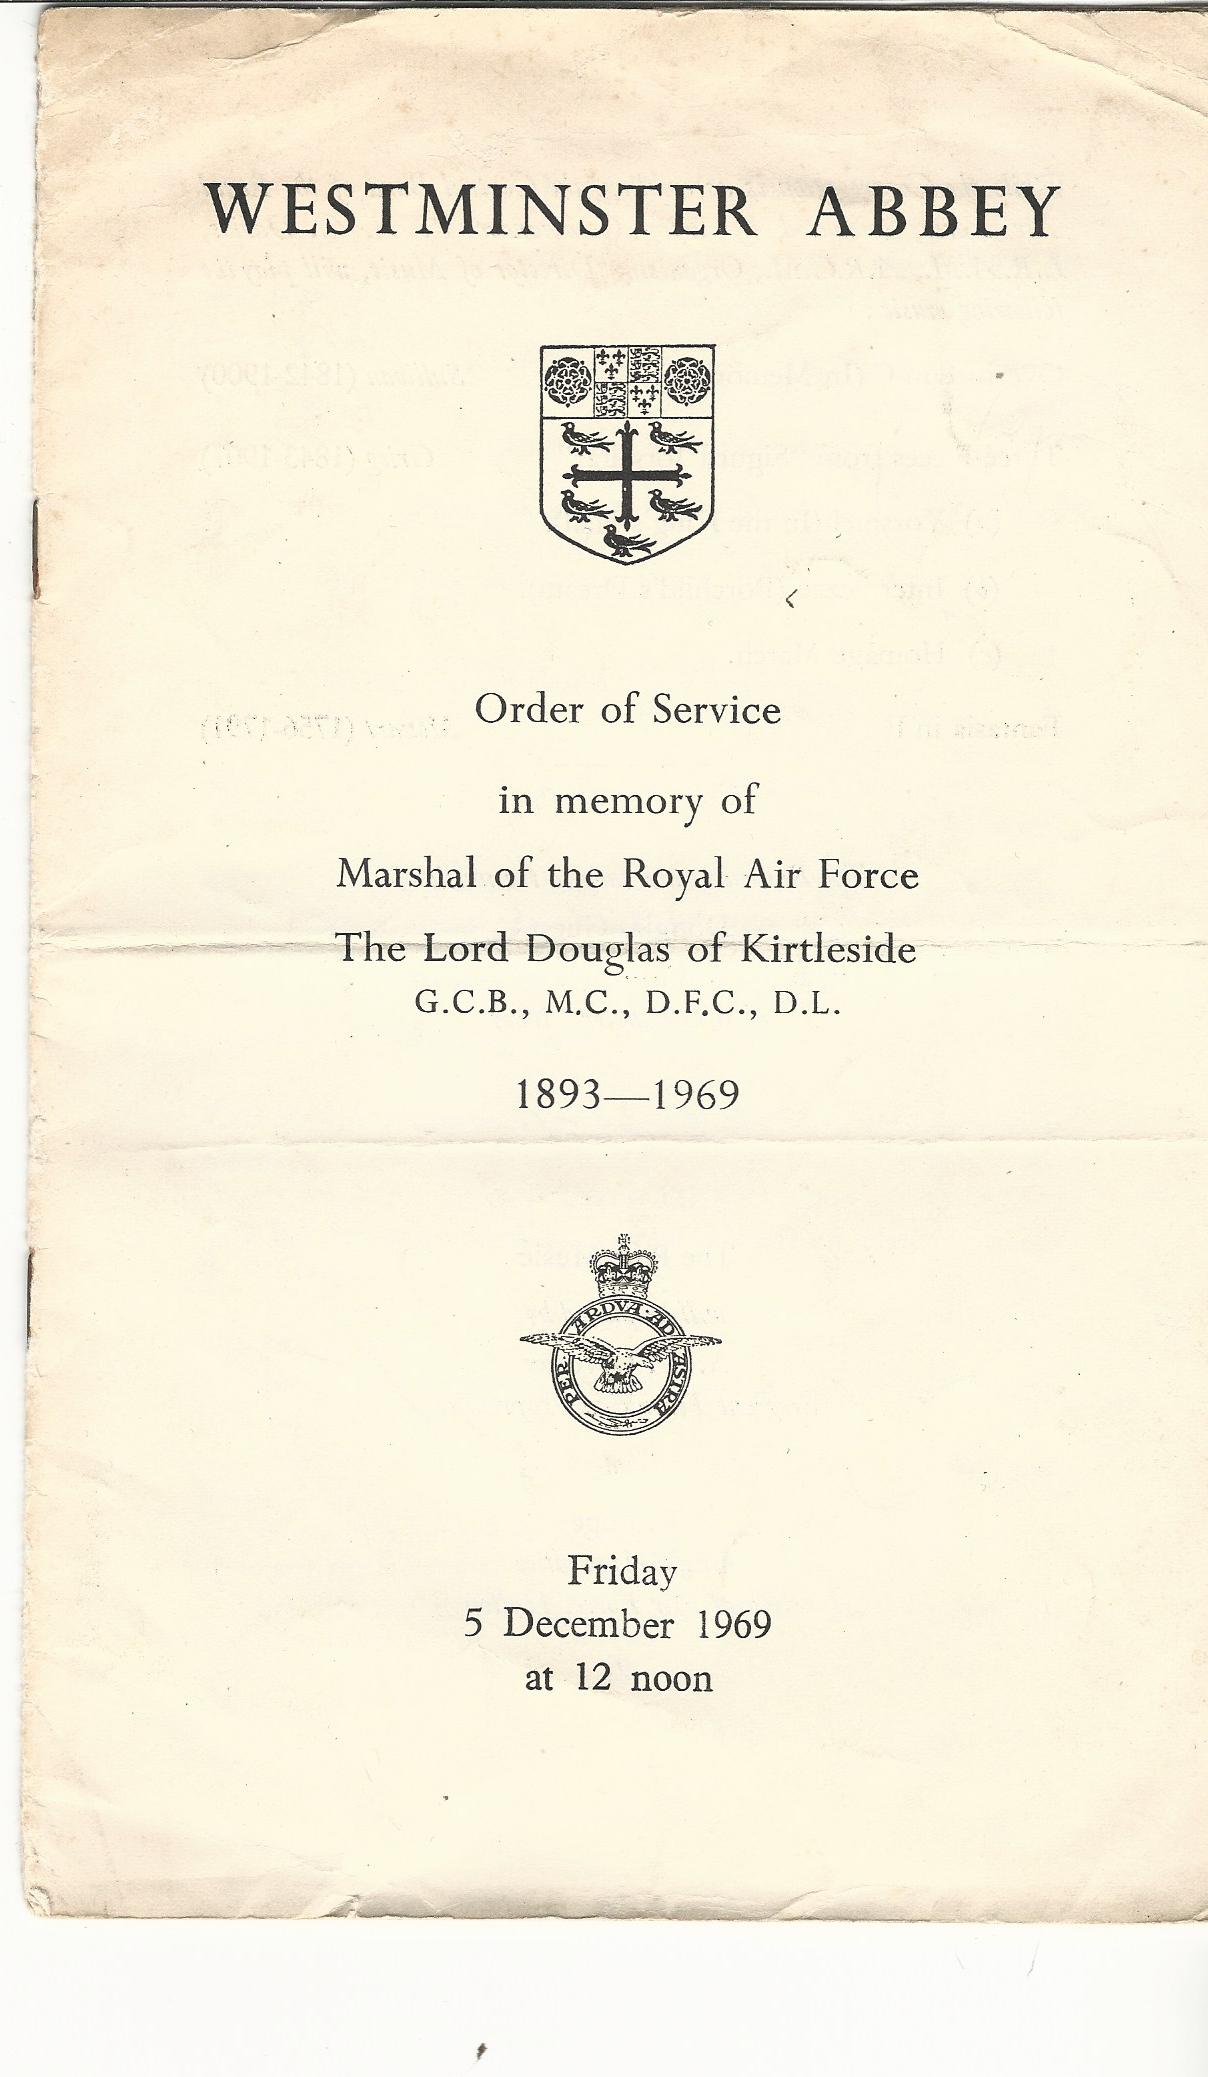 WESTMINSTER ABBEY
Order of Service
in memory of
Marshal of the Royal Air Force
The Lord Douglas of Kirtleside
G.C.B., M.C., D.F.C., D.L.
1893—1969
PER ARDVA AD ASTRA
Friday
5 December 1969
at 12 noon